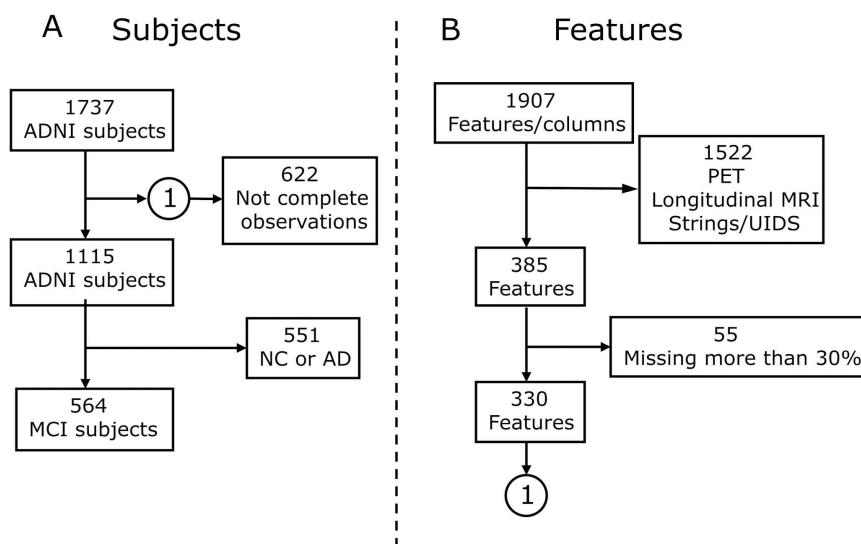 A Subjects
1737
ADNI subjects
1
622
Not complete
observations
1115
ADNI subjects
551
NC or AD
564
MCI subjects
B Features
1907
Features/columns
1522
PET
Longitudinal MRI
Strings/UIDS
385
Features
55
Missing more than 30%
330
Features
1